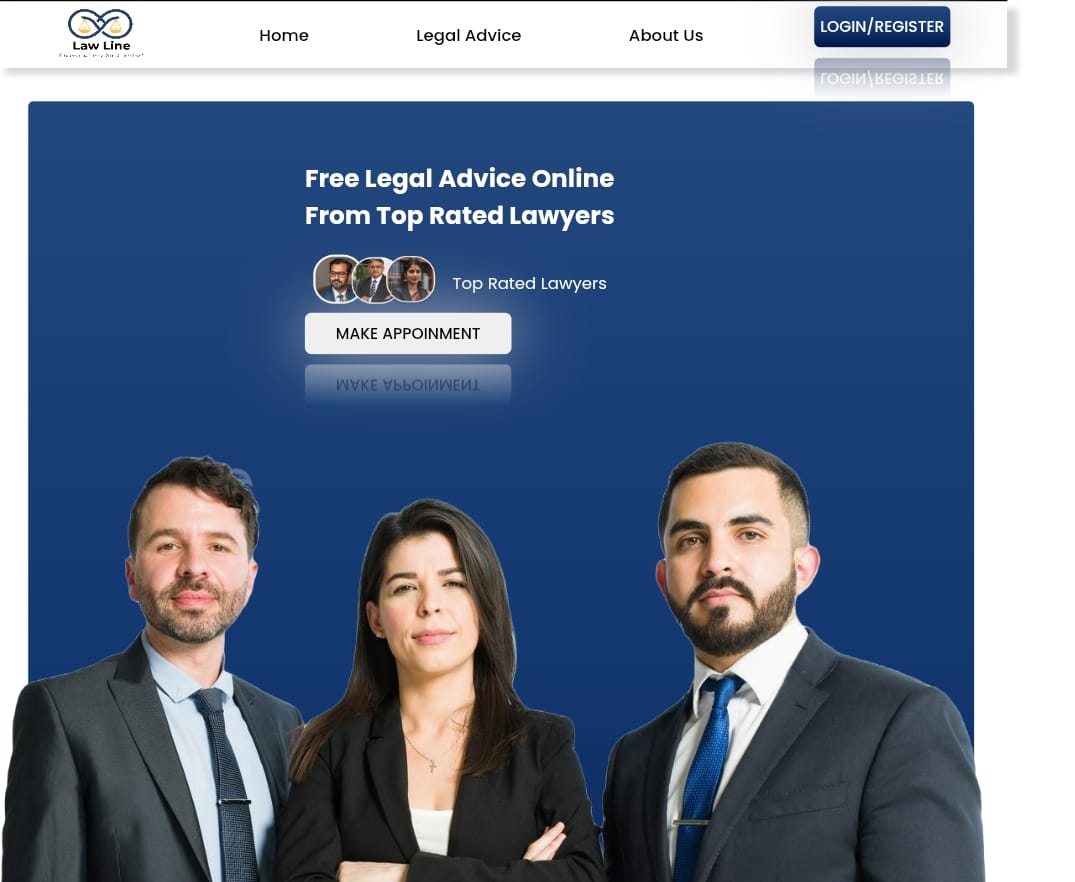 Law Line
Home
Legal Advice
About Us
LOGIN/REGISTER
LOGIN/REGISTER
Free Legal Advice Online
From Top Rated Lawyers
Top Rated Lawyers
MAKE APPOINMENT
MAKE APPOINMENT